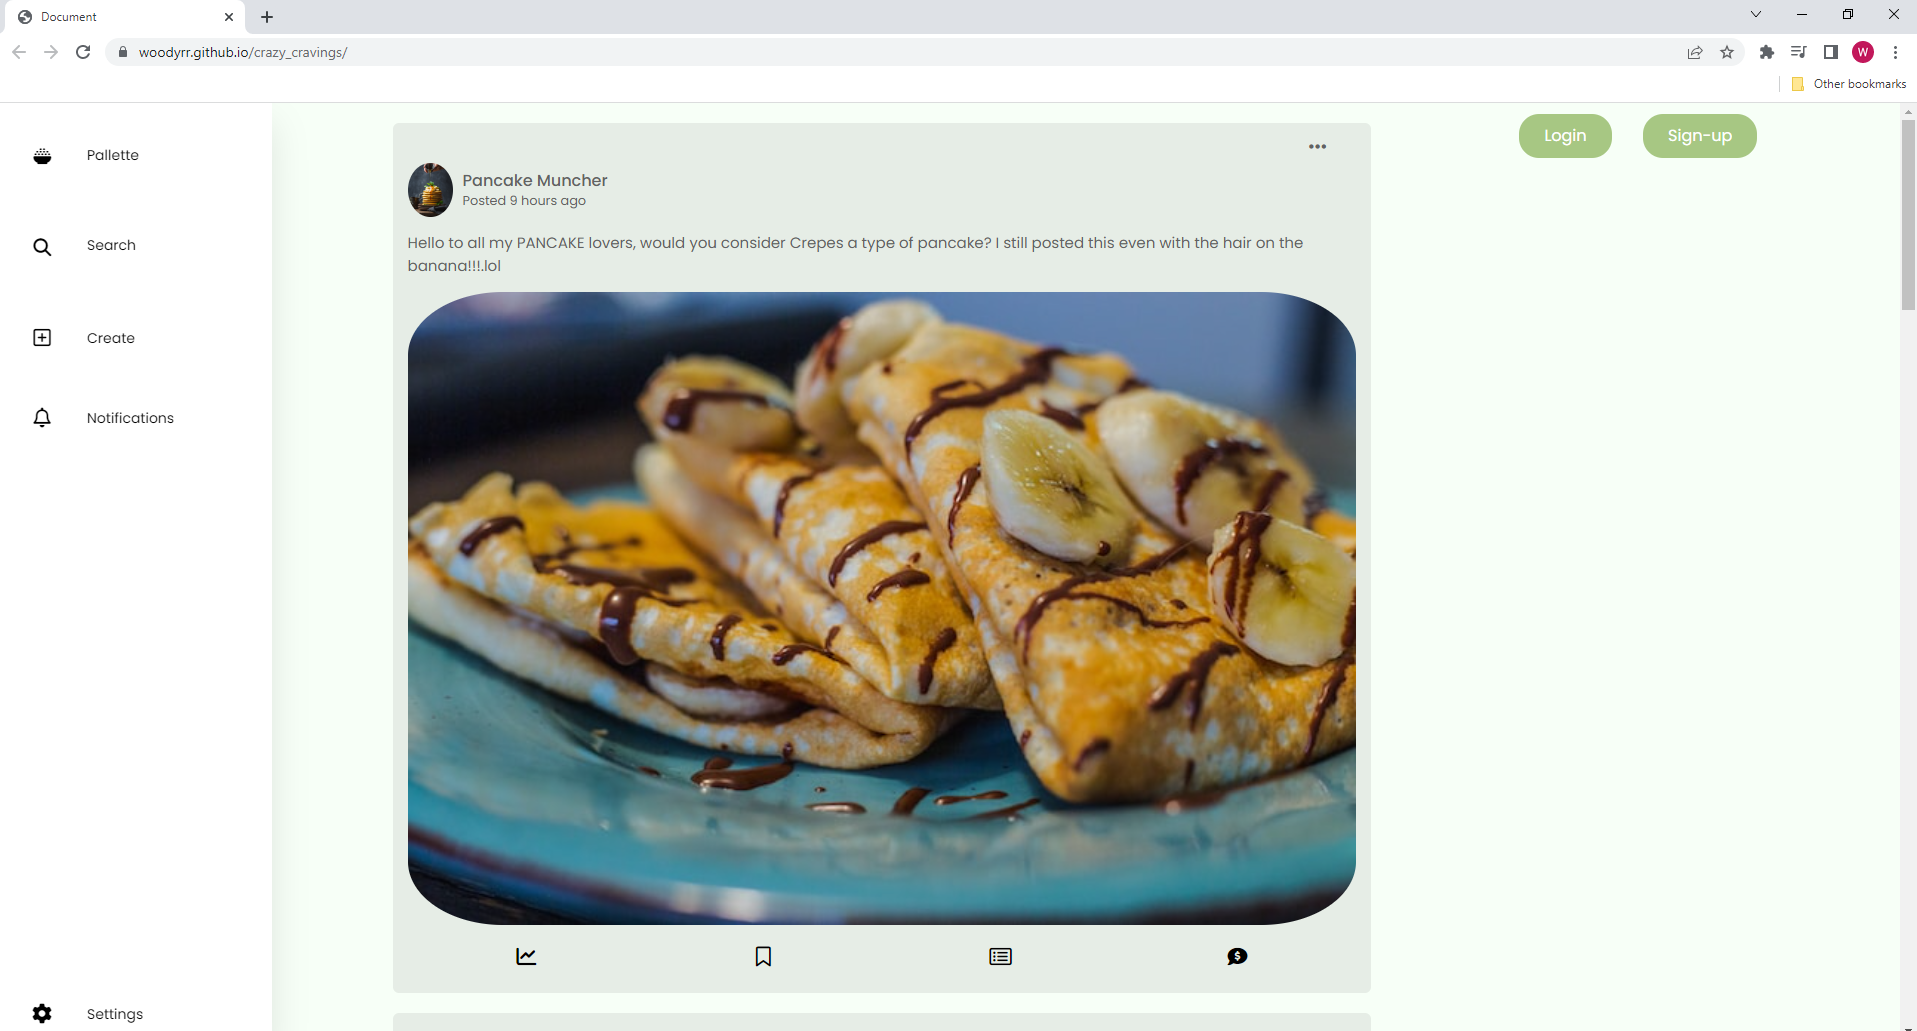 Document
woodyrr.github.io/crazy_cravings/
W
Other bookmarks
Pallette
Search
Create
Notifications
Settings
Login
Sign-up
Pancake Muncher
Posted 9 hours ago
Hello to all my PANCAKE lovers, would you consider Crepes a type of pancake? I still posted this even with the hair on the
banana!!!.lol